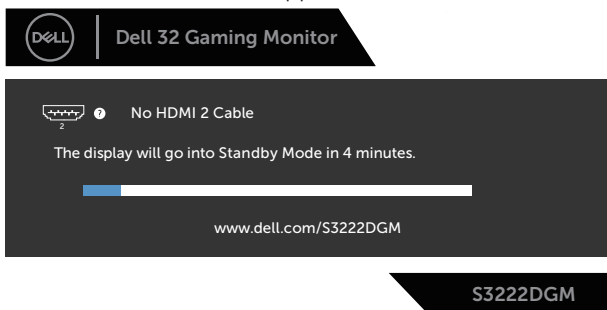 DELL
Dell 32 Gaming Monitor
? No HDMI 2 Cable
2
The display will go into Standby Mode in 4 minutes.
www.dell.com/S3222DGM
S3222DGM